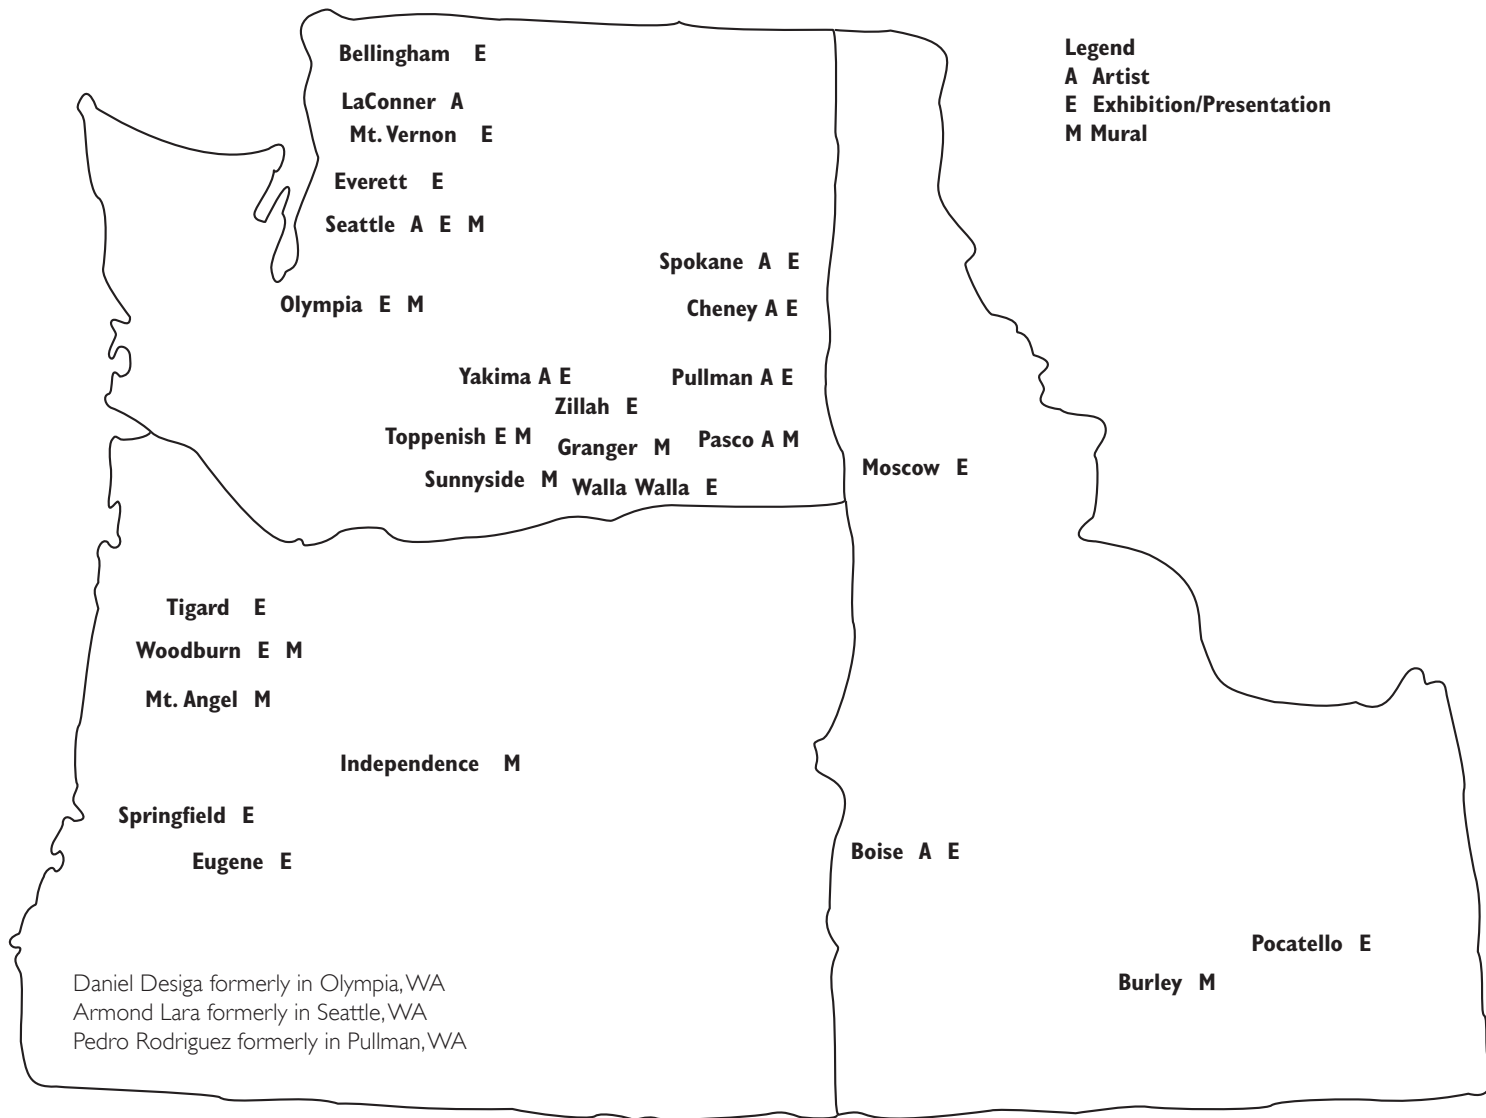 Bellingham E
LaConner A
Mt. Vernon E
Everett E
Seattle A E M
Spokane A E
Olympia E M
Cheney A E
Yakima A E
Pullman A E
Zillah E
Toppenish E M
Granger M
Pasco A M
Sunnyside M
Walla Walla E
Legend
A Artist
E Exhibition/Presentation
M Mural
Moscow E
Tigard E
Woodburn E M
Mt. Angel M
Independence M
Springfield E
Eugene E
Boise A E
Pocatello E
Burley M
Daniel Desiga formerly in Olympia, WA
Armond Lara formerly in Seattle, WA
Pedro Rodriguez formerly in Pullman, WA